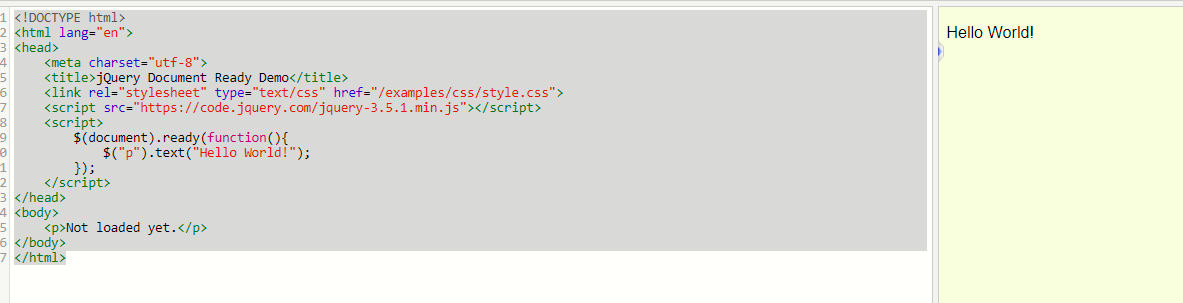 1 <!DOCTYPE html>
2 <html lang="en">
3 <head>
4     <meta charset="utf-8">
5     <title>jQuery Document Ready Demo</title>
6     <link rel="stylesheet" type="text/css" href="/examples/css/style.css">
7     <script src="https://code.jquery.com/jquery-3.5.1.min.js"></script>
8     <script>
9         $(document).ready(function(){
0             $("p").text("Hello World!");
1         });
2     </script>
3 </head>
4 <body>
5     <p>Not loaded yet.</p>
6 </body>
7 </html>
Hello World!